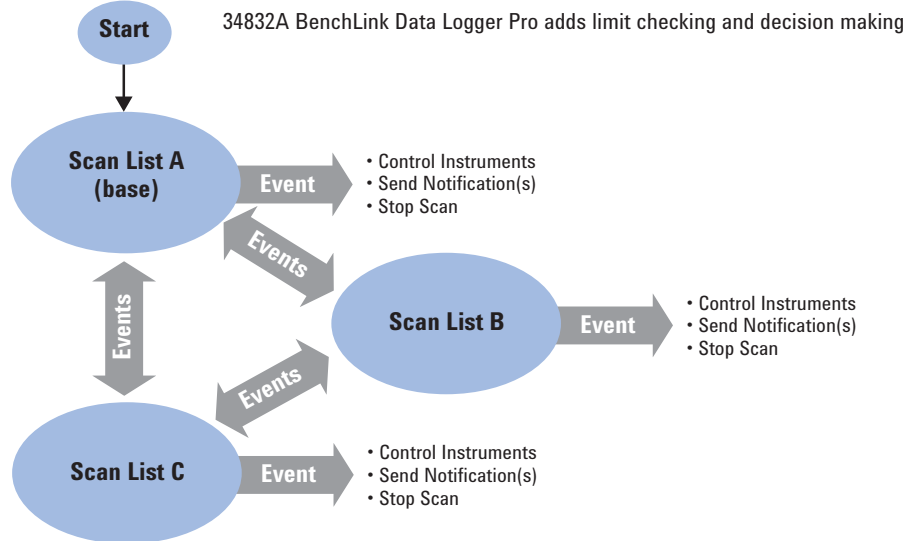 Start
34832A BenchLink Data Logger Pro adds limit checking and decision making
Scan List A
(base)
Event
• Control Instruments
• Send Notification(s)
• Stop Scan
Events
Events
Scan List B
Event
• Control Instruments
• Send Notification(s)
• Stop Scan
Events
Scan List C
Event
• Control Instruments
• Send Notification(s)
• Stop Scan